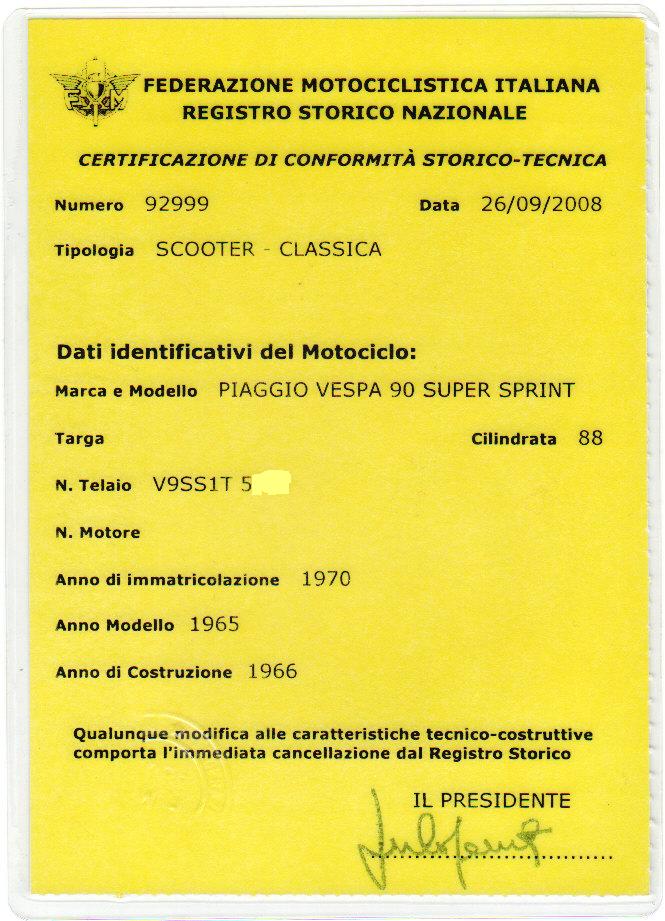 FEDERAZIONE MOTOCICLISTICA ITALIANA
REGISTRO STORICO NAZIONALE
FM
CERTIFICAZIONE DI CONFORMITÀ STORICO-TECNICA
Numero 92999 Data 26/09/2008
Tipologia SCOOTER - CLASSICA
Dati identificativi del Motociclo:
Marca e Modello PIAGGIO VESPA 90 SUPER SPRINT
Targa Cilindrata 88
N. Telaio V9SS1T 5
N. Motore
Anno di immatricolazione 1970
Anno Modello 1965
Anno di Costruzione 1966
Qualunque modifica alle caratteristiche tecnico-costruttive
comporta l'immediata cancellazione dal Registro Storico
IL PRESIDENTE